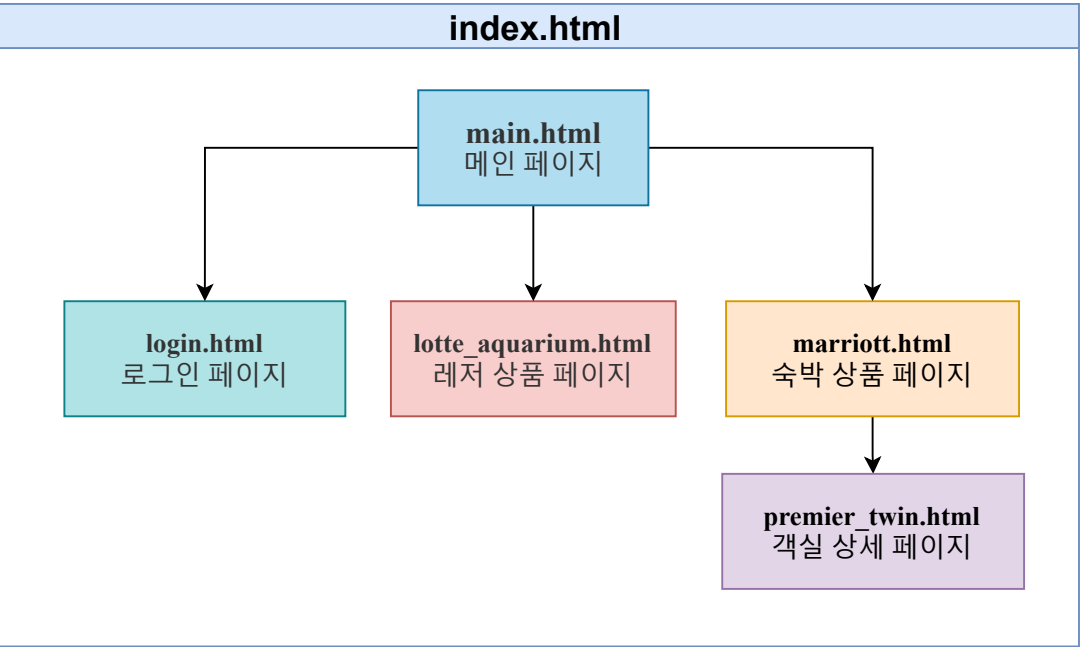 index.html
main.html
메인 페이지
login.html
로그인 페이지
lotte_aquarium.html
레저 상품 페이지
marriott.html
숙박 상품 페이지
premier_twin.html
객실 상세 페이지